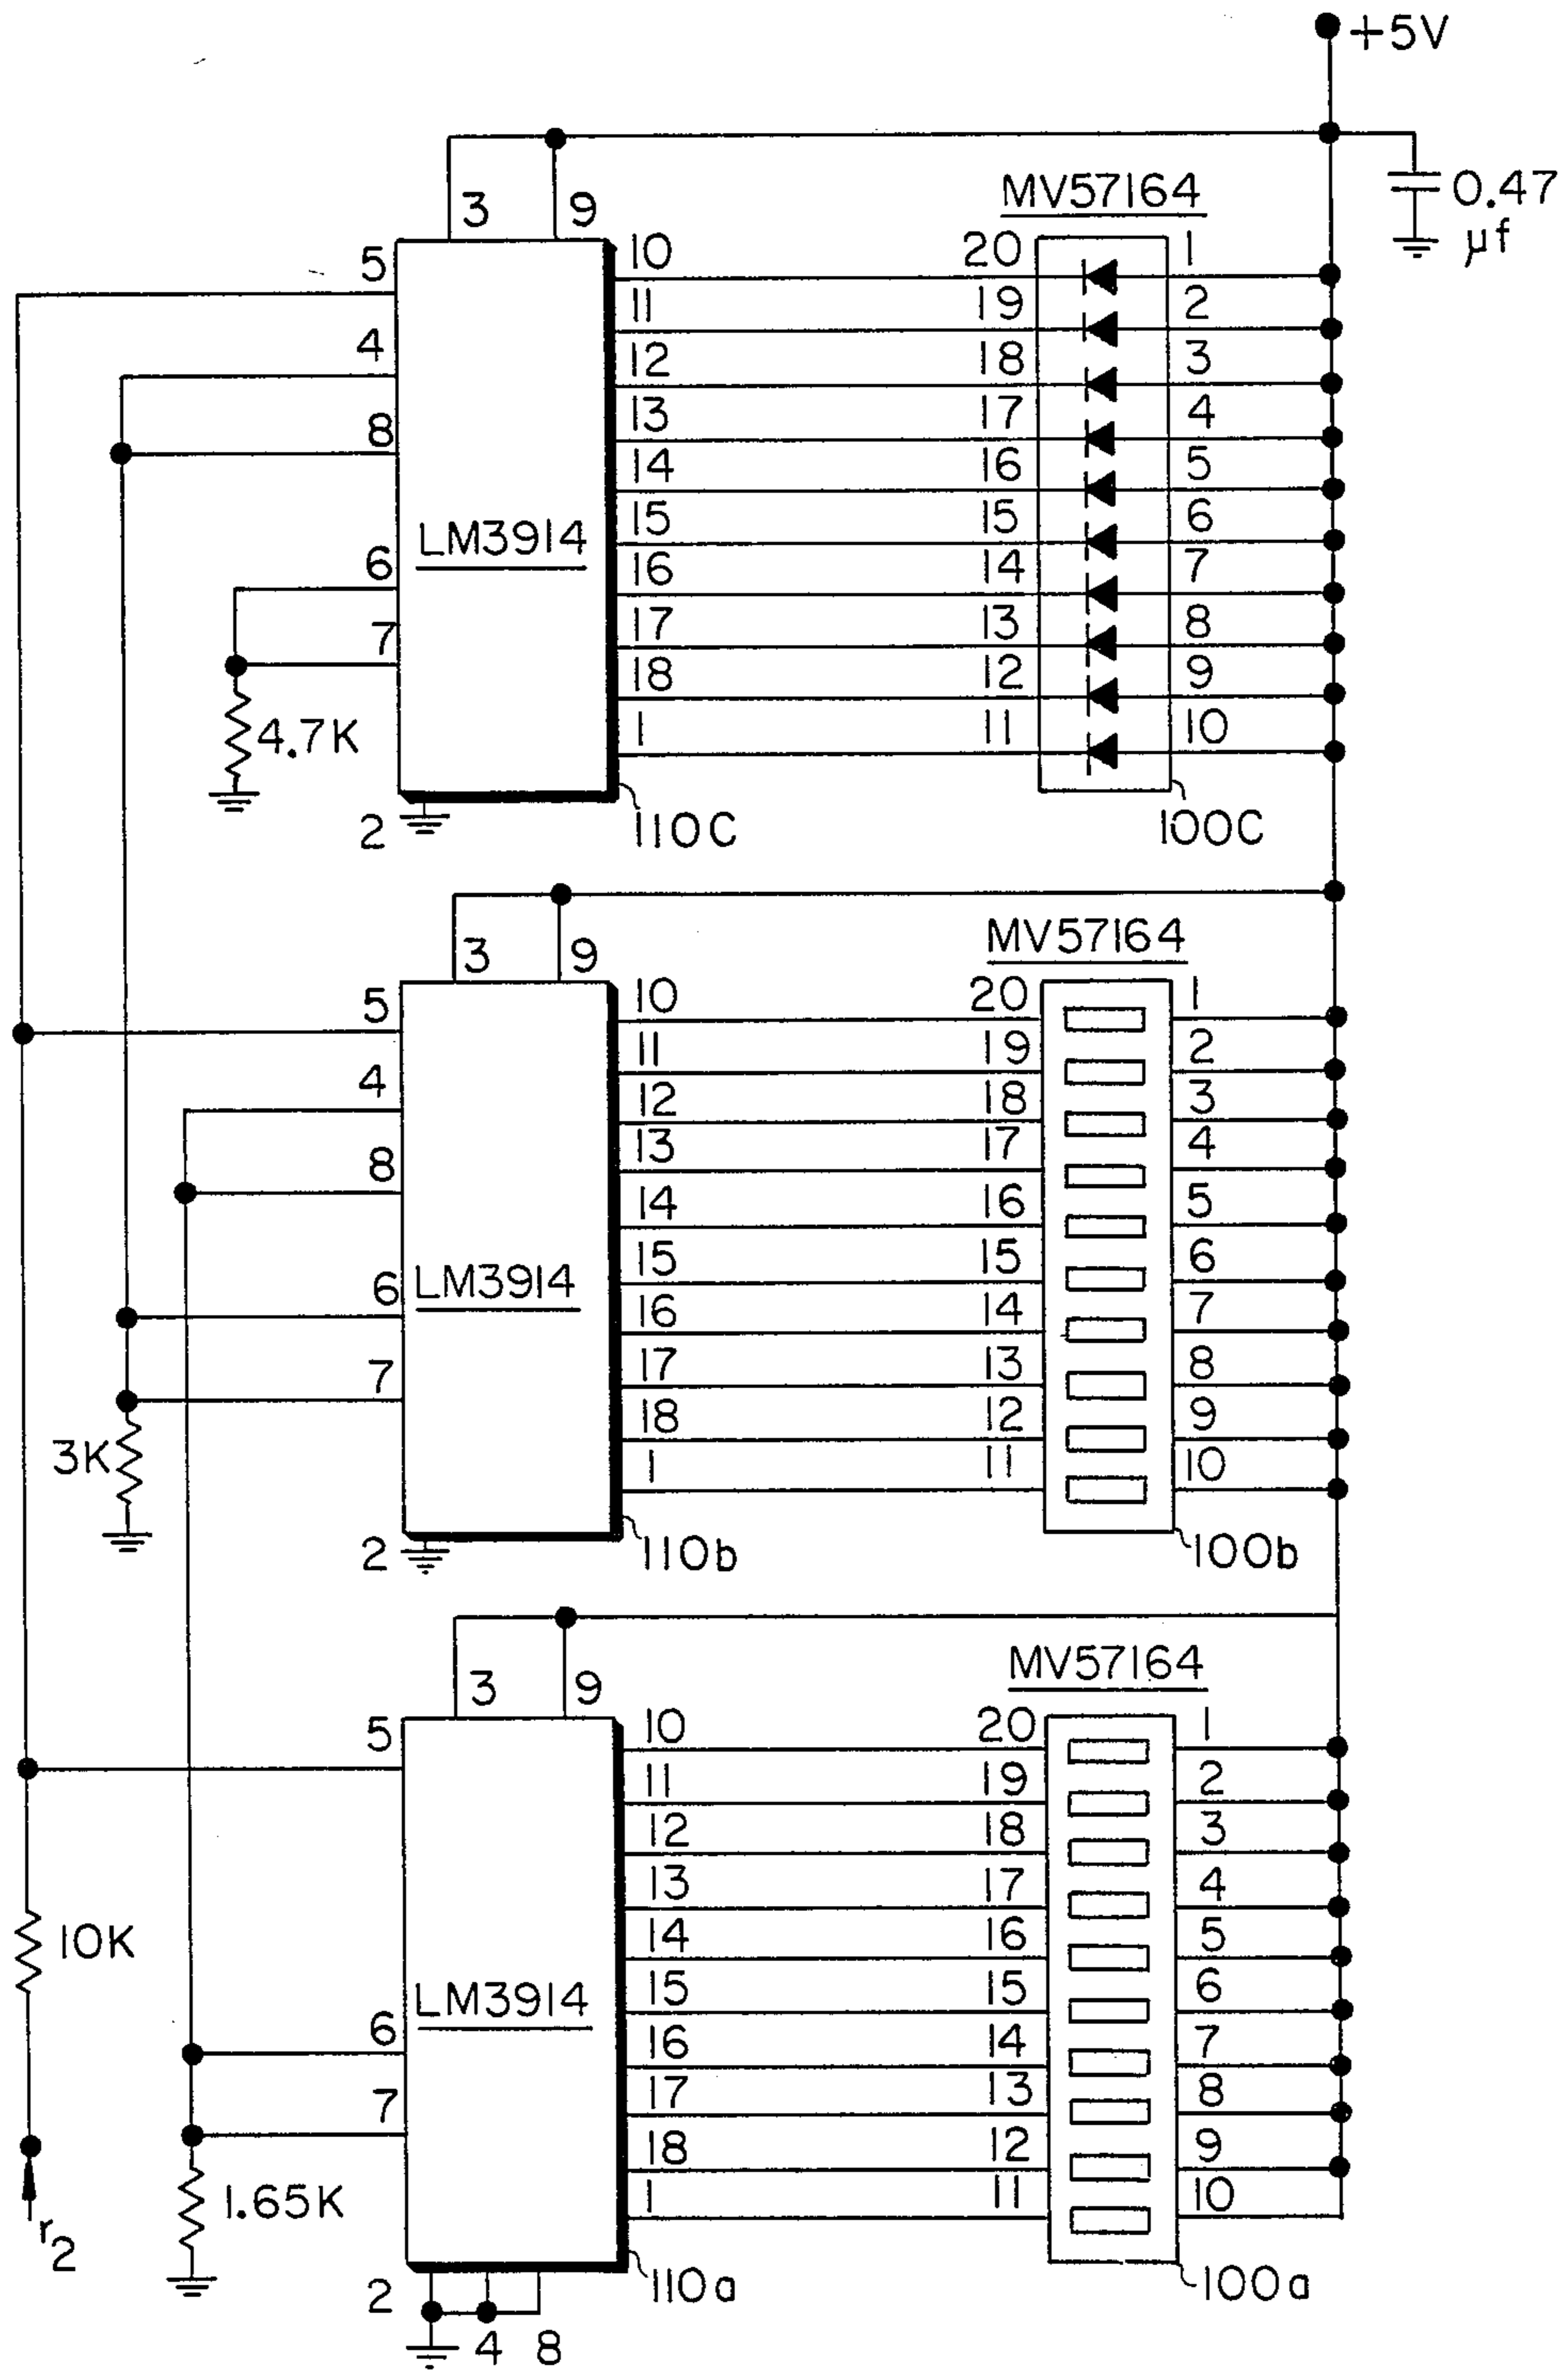 +5V
0.47
μf
MV57164
3 9
5
4
8
6
7
2
LM3914
4.7K
10 20 1
11 19 2
12 18 3
13 17 4
14 16 5
15 15 6
16 14 7
17 13 8
18 12 9
1 11 10
110C
100C
MV57164
3 9
5
4
8
6
7
2
LM3914
3K
10 20 1
11 19 2
12 18 3
13 17 4
14 16 5
15 15 6
16 14 7
17 13 8
18 12 9
1 11 10
110b
100b
MV57164
3 9
5
6
7
2
4 8
LM3914
10K
1.65K
r2
10 20 1
11 19 2
12 18 3
13 17 4
14 16 5
15 15 6
16 14 7
17 13 8
18 12 9
1 11 10
110a
100a